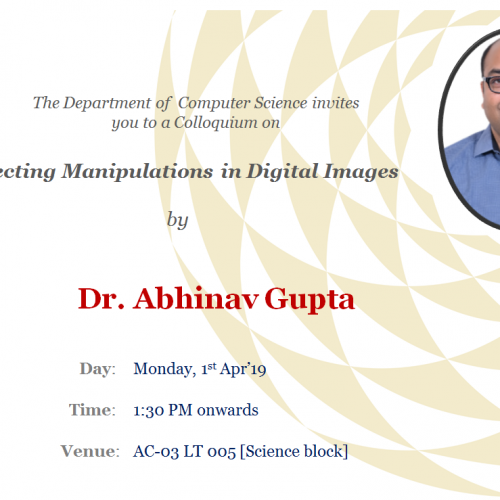 The Department of Computer Science invites
you to a Colloquium on
ecting Manipulations in Digital Images
by
Dr. Abhinav Gupta
Day: Monday, 1st Apr'19
Time: 1:30 PM onwards
Venue: AC-03 LT 005 [Science block]